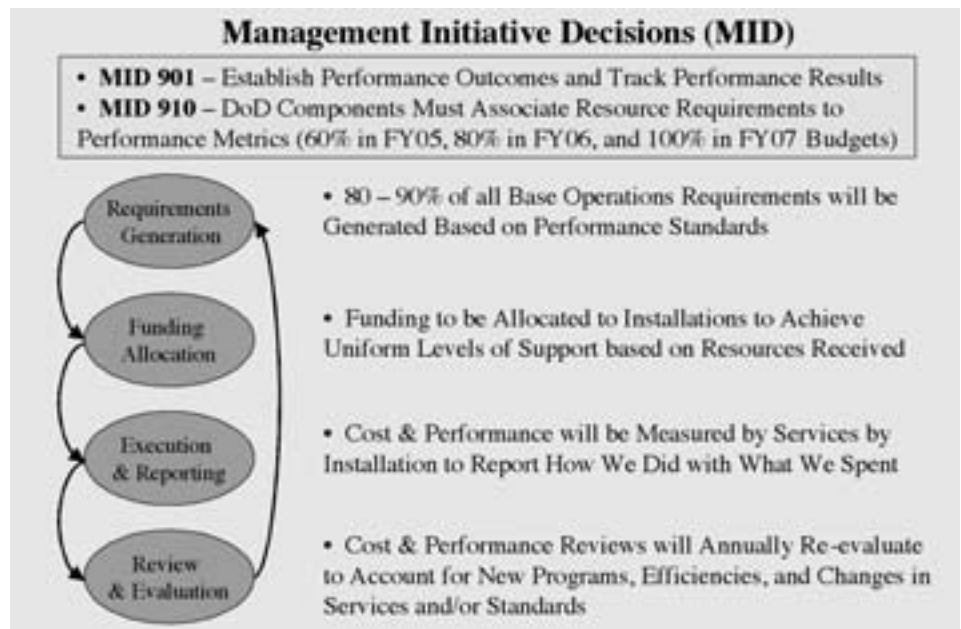 Management Initiative Decisions (MID)
• MID 901 – Establish Performance Outcomes and Track Performance Results
• MID 910 – DoD Components Must Associate Resource Requirements to
Performance Metrics (60% in FY05, 80% in FY06, and 100% in FY07 Budgets)
Requirements
Generation
• 80 – 90% of all Base Operations Requirements will be
Generated Based on Performance Standards
Funding
Allocation
• Funding to be Allocated to Installations to Achieve
Uniform Levels of Support based on Resources Received
Execution
& Reporting
• Cost & Performance will be Measured by Services by
Installation to Report How We Did with What We Spent
Review
& Evaluation
• Cost & Performance Reviews will Annually Re-evaluate
to Account for New Programs, Efficiencies, and Changes in
Services and/or Standards